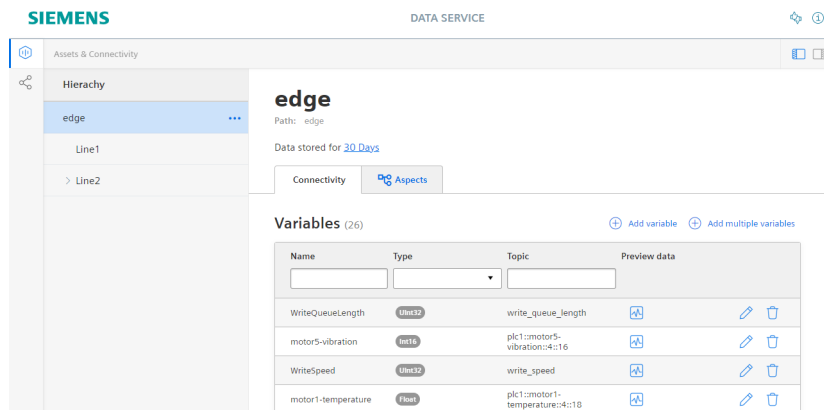 SIEMENS
DATA SERVICE
Assets & Connectivity
Hierachy
edge
Line1
Line2
edge
Path: edge
Data stored for 30 Days
Connectivity
Aspects
Variables (26)
Add variable
Add multiple variables
Name Type Topic Preview data
WriteQueueLength UInt32 write_queue_length
motor5-vibration Int16 plc1::motor5-
vibration::4::16
WriteSpeed UInt32 write_speed
motor1-temperature Float plc1::motor1-
temperature::4::18